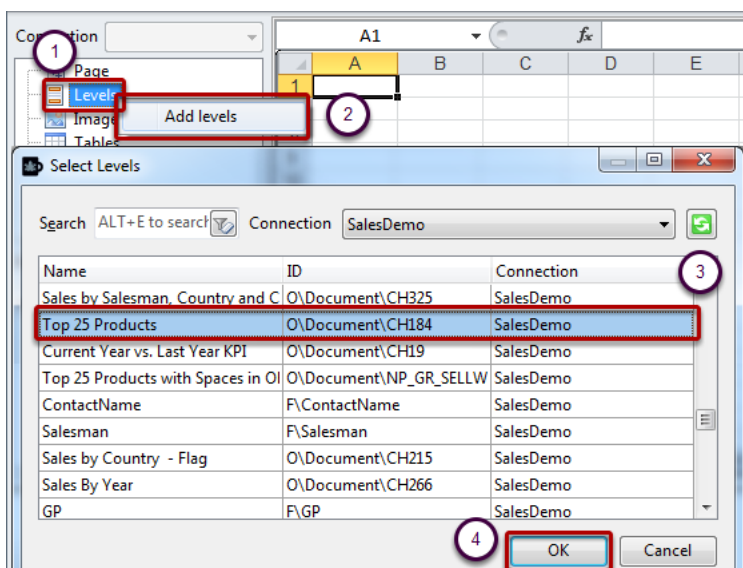 Connection
A1
fx
1
Page
A B C D E
1
Levels
Image
Add levels
2
Tables
Select Levels
Search ALT+E to search Connection SalesDemo
Name ID Connection
3
Sales by Salesman, Country and C O\Document\CH325 SalesDemo
Top 25 Products O\Document\CH184 SalesDemo
Current Year vs. Last Year KPI O\Document\CH19 SalesDemo
Top 25 Products with Spaces in Ol O\Document\NP_GR_SELLW SalesDemo
ContactName F\ContactName SalesDemo
Salesman F\Salesman SalesDemo
Sales by Country - Flag O\Document\CH215 SalesDemo
Sales By Year O\Document\CH266 SalesDemo
GP F\GP SalesDemo
4
OK Cancel